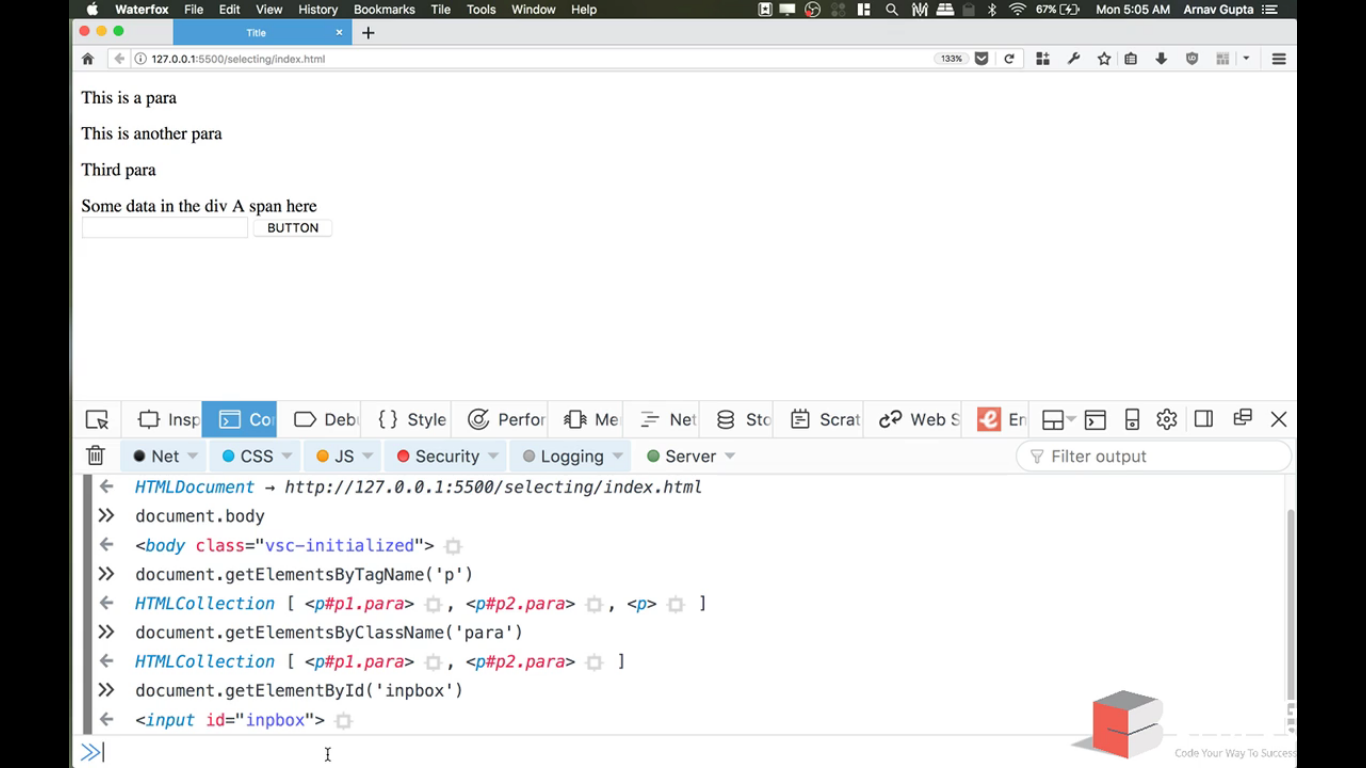 Waterfox File Edit View History Bookmarks Tile Tools Window Help 67% Mon 5:05 AM Arnav Gupta
Title × +
127.0.0.1:5500/selecting/index.html 133%
This is a para
This is another para
Third para
Some data in the div A span here
BUTTON
Insp Co Deb Style Perfor Me Net Sto Scrat Web S En
Net CSS JS Security Logging Server Filter output
HTMLDocument → http://127.0.0.1:5500/selecting/index.html
document.body
<body class="vsc-initialized">
document.getElementsByTagName('p')
HTMLCollection [ <p#p1.para> , <p#p2.para> , <p> ]
document.getElementsByClassName('para')
HTMLCollection [ <p#p1.para> , <p#p2.para> ]
document.getElementById('inpbox')
<input id="inpbox">
Code Your Way To Success